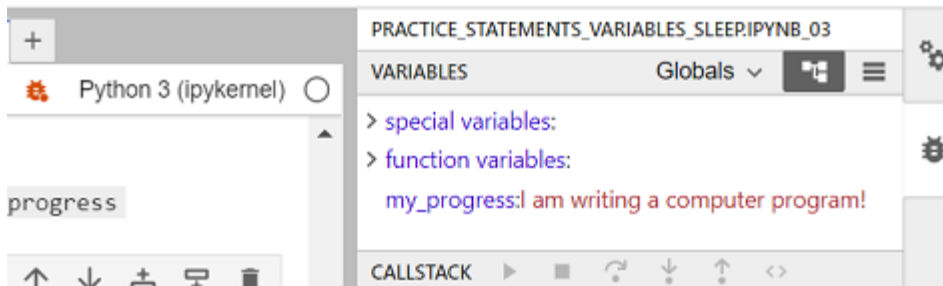 PRACTICE_STATEMENTS_VARIABLES_SLEEP.IPYNB_03
VARIABLES Globals
Python 3 (ipykernel)
special variables:
function variables:
progress
my_progress:I am writing a computer program!
CALLSTACK